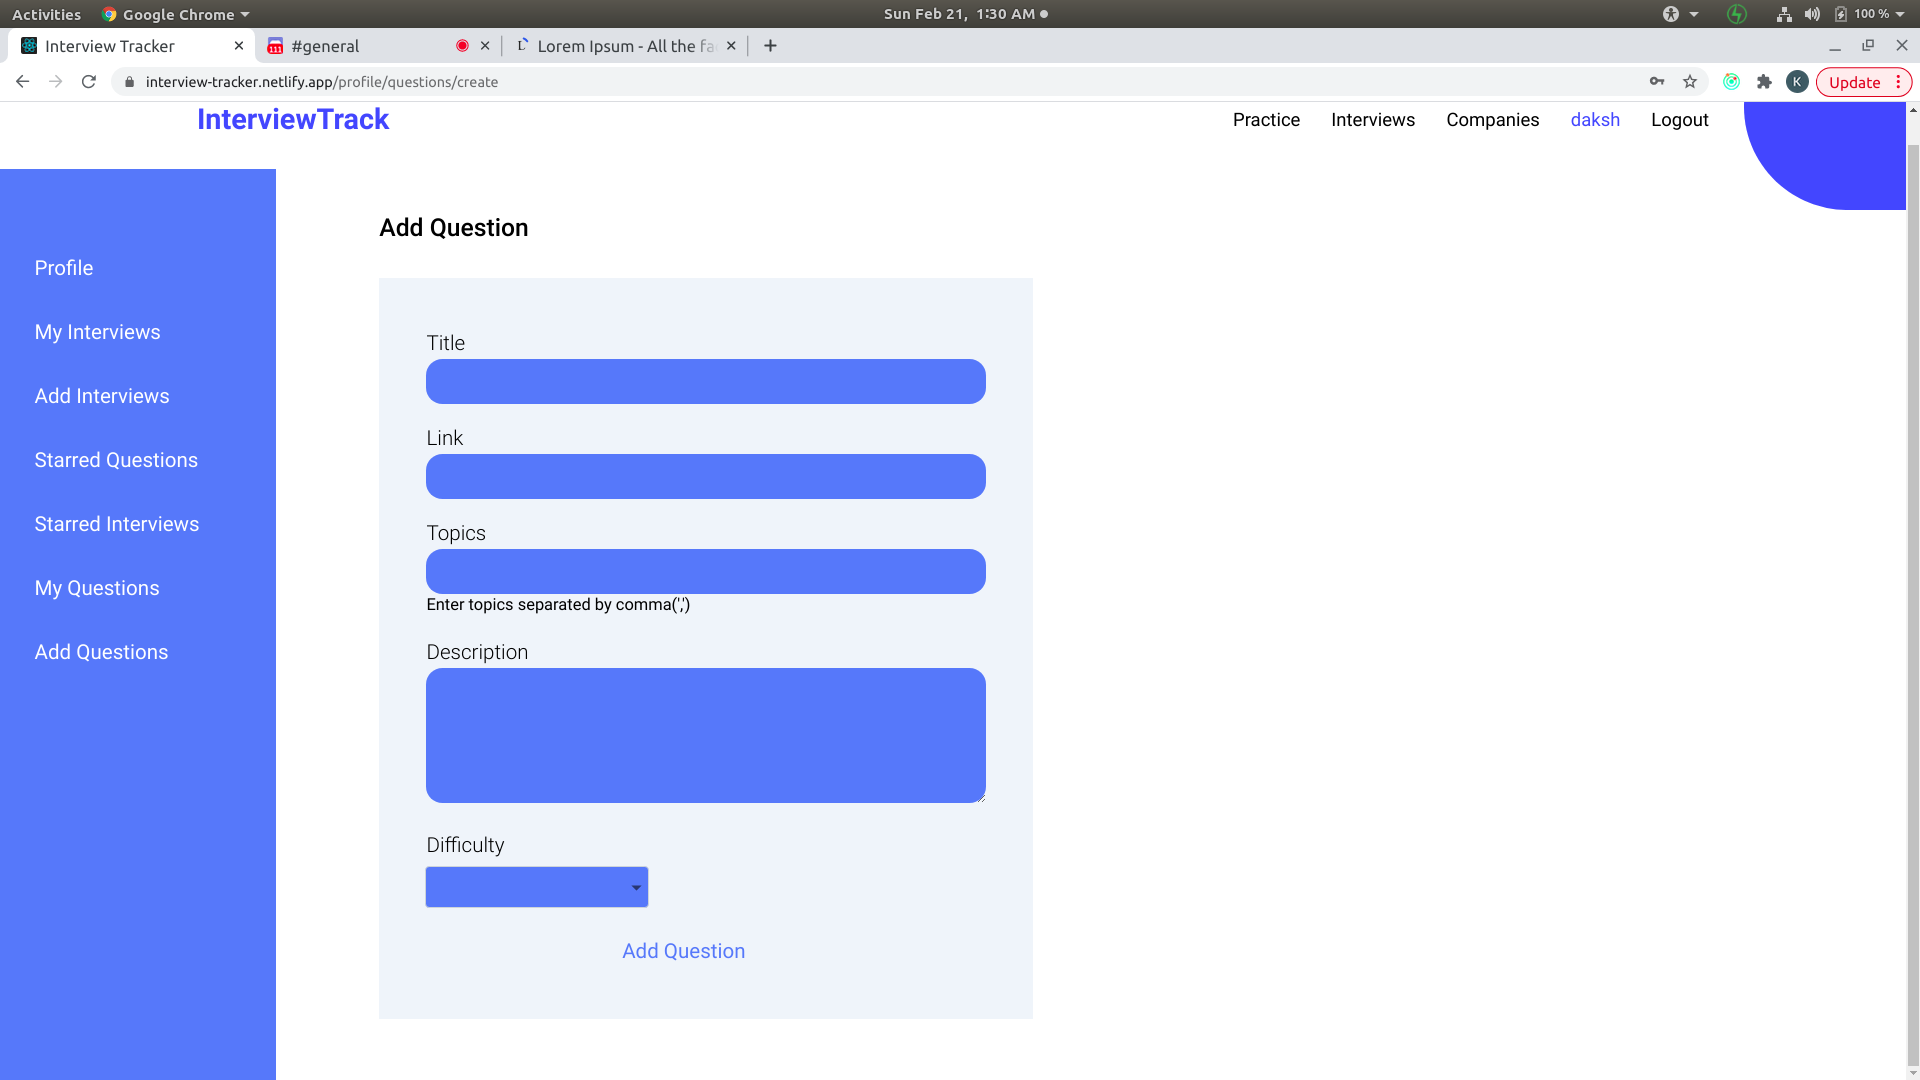 Activities Google Chrome Sun Feb 21, 1:30 AM 100 %
Interview Tracker #general Lorem Ipsum - All the fa
interview-tracker.netlify.app/profile/questions/create K Update
InterviewTrack Practice Interviews Companies daksh Logout
Add Question
Profile
My Interviews
Add Interviews
Starred Questions
Starred Interviews
My Questions
Add Questions
Title
Link
Topics
Enter topics separated by comma(',')
Description
Difficulty
Add Question